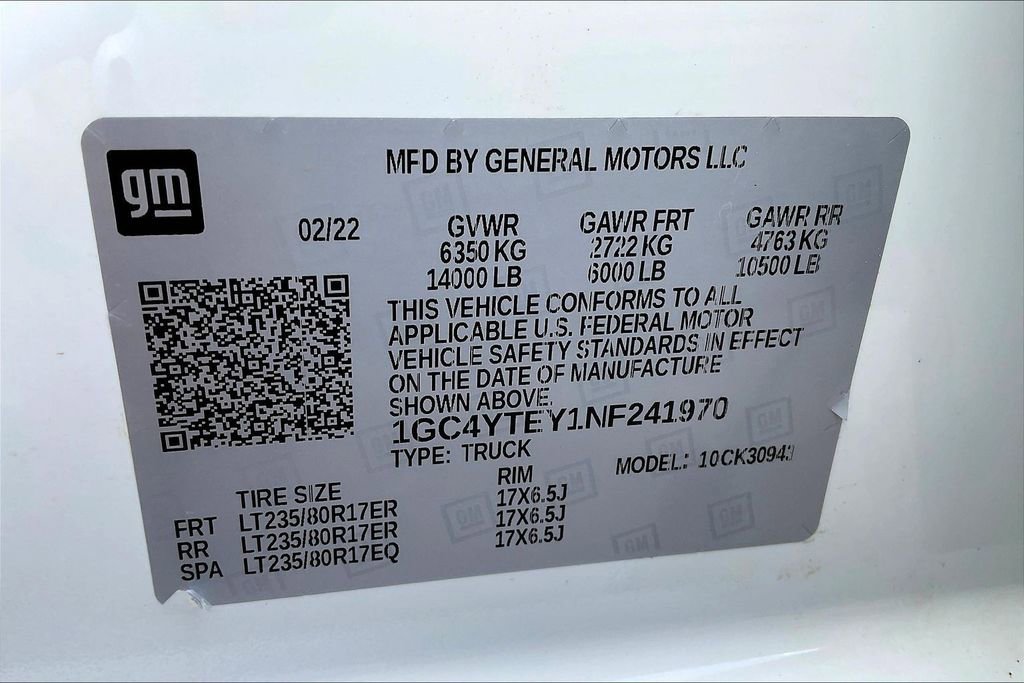 gm
MFD BY GENERAL MOTORS LLC
02/22 GVWR GAWR FRT GAWR RR
6350 KG 2722 KG 4763 KG
14000 LB 6000 LB 10500 LB
THIS VEHICLE CONFORMS TO ALL
APPLICABLE U.S. FEDERAL MOTOR
VEHICLE SAFETY STANDARDS IN EFFECT
ON THE DATE OF MANUFACTURE
SHOWN ABOVE.
1GC4YTEY1NF241970
TYPE: TRUCK MODEL: 10CK30943
TIRE SIZE RIM
FRT LT235/80R17ER 17X6.5J
RR LT235/80R17ER 17X6.5J
SPA LT235/80R17EQ 17X6.5J